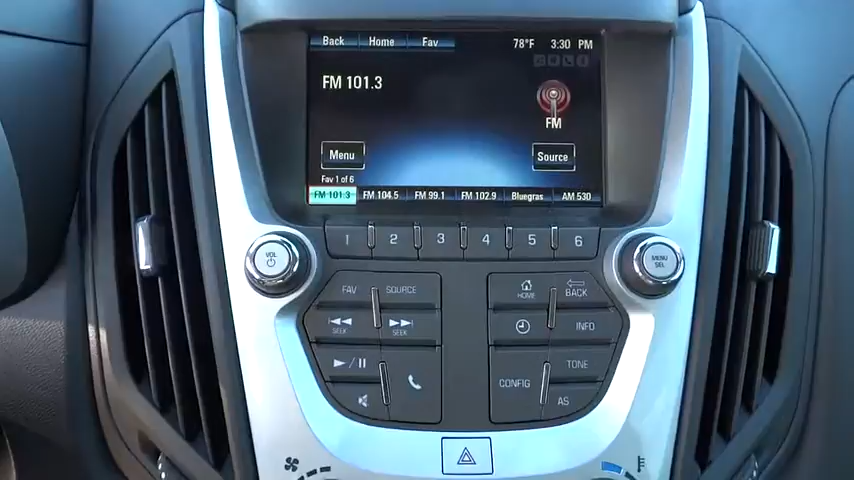 Back Home Fav 78°F 3:30 PM
FM 101.3
FM
Menu Source
Fav 1 of 6
FM 101.3 FM 104.5 FM 99.1 FM 102.9 Bluegrass AM 530
1 2 3 4 5 6
VOL
MENU
SEL
FAV SOURCE
HOME BACK
SEEK SEEK
INFO
TONE
CONFIG
AS